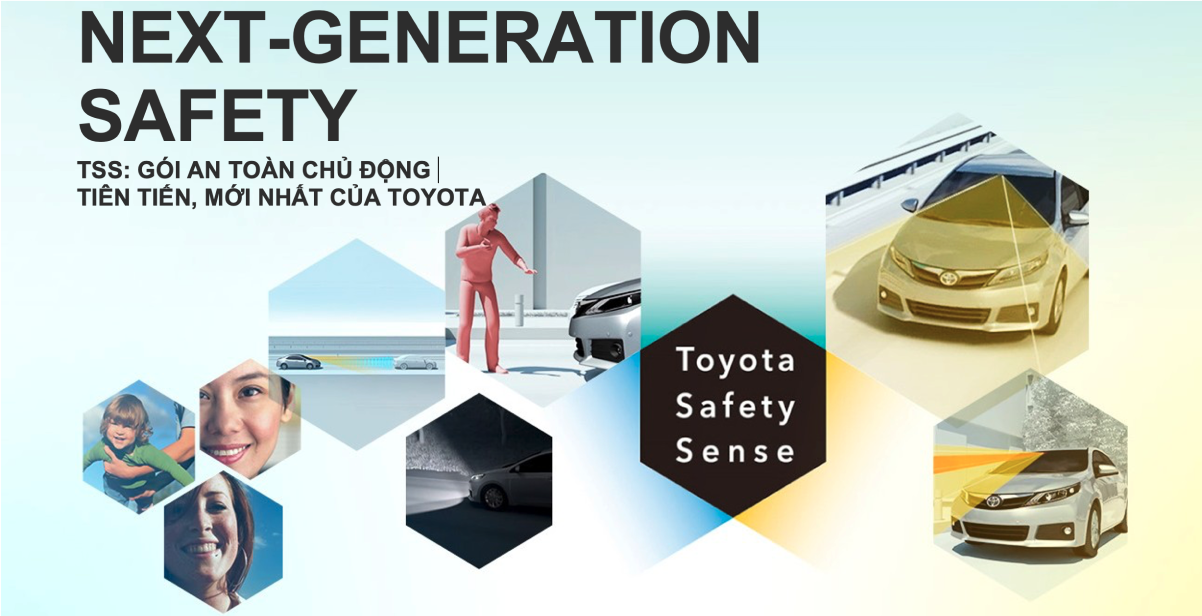 NEXT-GENERATION
SAFETY
TSS: GÓI AN TOÀN CHỦ ĐỘNG
TIÊN TIẾN, MỚI NHẤT CỦA TOYOTA
Toyota
Safety
Sense